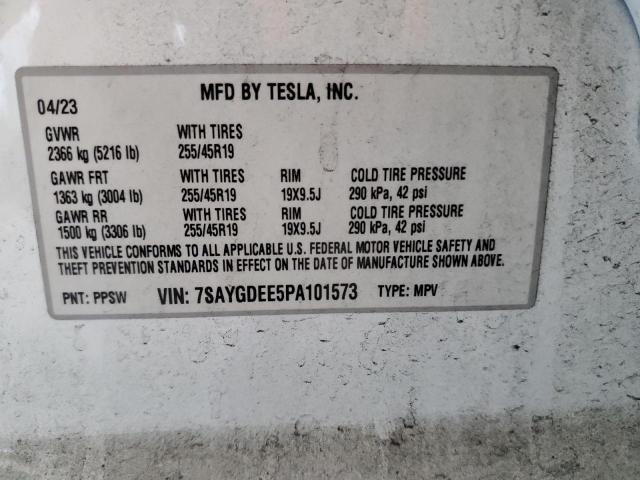 MFD BY TESLA, INC.
04/23
GVWR WITH TIRES
2366 kg (5216 lb) 255/45R19
GAWR FRT WITH TIRES RIM COLD TIRE PRESSURE
1363 kg (3004 lb) 255/45R19 19X9.5J 290 kPa, 42 psi
GAWR RR WITH TIRES RIM COLD TIRE PRESSURE
1500 kg (3306 lb) 255/45R19 19X9.5J 290 kPa, 42 psi
THIS VEHICLE CONFORMS TO ALL APPLICABLE U.S. FEDERAL MOTOR VEHICLE SAFETY AND
THEFT PREVENTION STANDARDS IN EFFECT ON THE DATE OF MANUFACTURE SHOWN ABOVE.
PNT: PPSW VIN: 7SAYGDEE5PA101573 TYPE: MPV